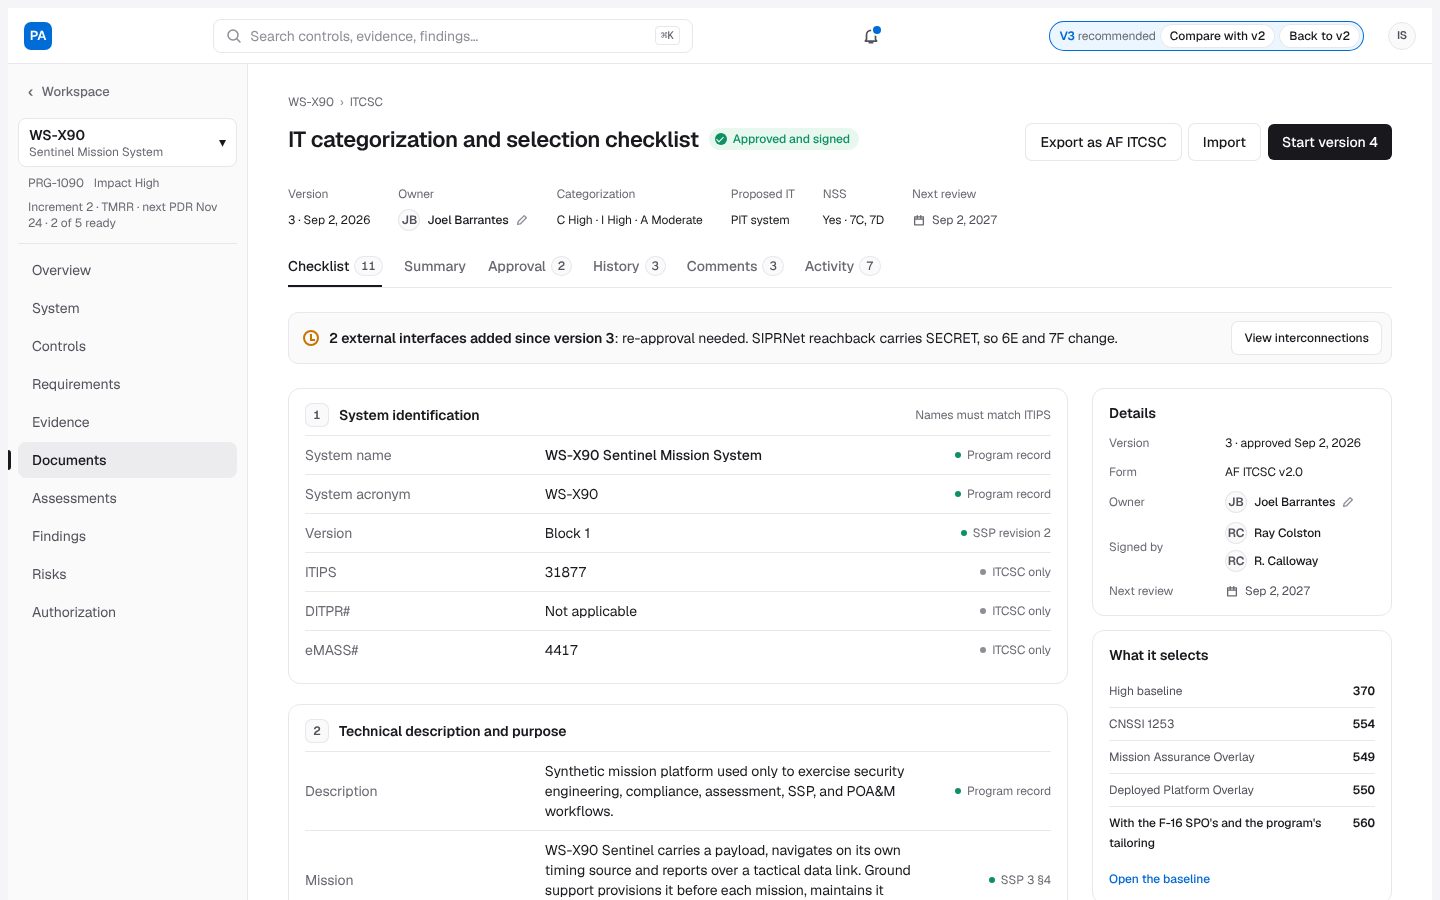 PA
Search controls, evidence, findings...
⌘K
V3 recommended
Compare with v2
Back to v2
IS
‹ Workspace
WS-X90
Sentinel Mission System
▼
PRG-1090 Impact High
Increment 2 · TMRR · next PDR Nov
24 · 2 of 5 ready
Overview
System
Controls
Requirements
Evidence
Documents
Assessments
Findings
Risks
Authorization
WS-X90 › ITCSC
IT categorization and selection checklist
Approved and signed
Export as AF ITCSC
Import
Start version 4
Version
3 · Sep 2, 2026
Owner
JB Joel Barrantes
Categorization
C High · I High · A Moderate
Proposed IT
PIT system
NSS
Yes · 7C, 7D
Next review
Sep 2, 2027
Checklist 11
Summary
Approval 2
History 3
Comments 3
Activity 7
2 external interfaces added since version 3: re-approval needed. SIPRNet reachback carries SECRET, so 6E and 7F change.
View interconnections
1 System identification
Names must match ITIPS
System name WS-X90 Sentinel Mission System Program record
System acronym WS-X90 Program record
Version Block 1 SSP revision 2
ITIPS 31877 ITCSC only
DITPR# Not applicable ITCSC only
eMASS# 4417 ITCSC only
2 Technical description and purpose
Description
Synthetic mission platform used only to exercise security
engineering, compliance, assessment, SSP, and POA&M
workflows.
Program record
Mission
WS-X90 Sentinel carries a payload, navigates on its own
timing source and reports over a tactical data link. Ground
support provisions it before each mission, maintains it
SSP 3 §4
Details
Version 3 · approved Sep 2, 2026
Form AF ITCSC v2.0
Owner JB Joel Barrantes
Signed by
RC Ray Colston
RC R. Calloway
Next review Sep 2, 2027
What it selects
High baseline 370
CNSSI 1253 554
Mission Assurance Overlay 549
Deployed Platform Overlay 550
With the F-16 SPO's and the program's 560
tailoring
Open the baseline